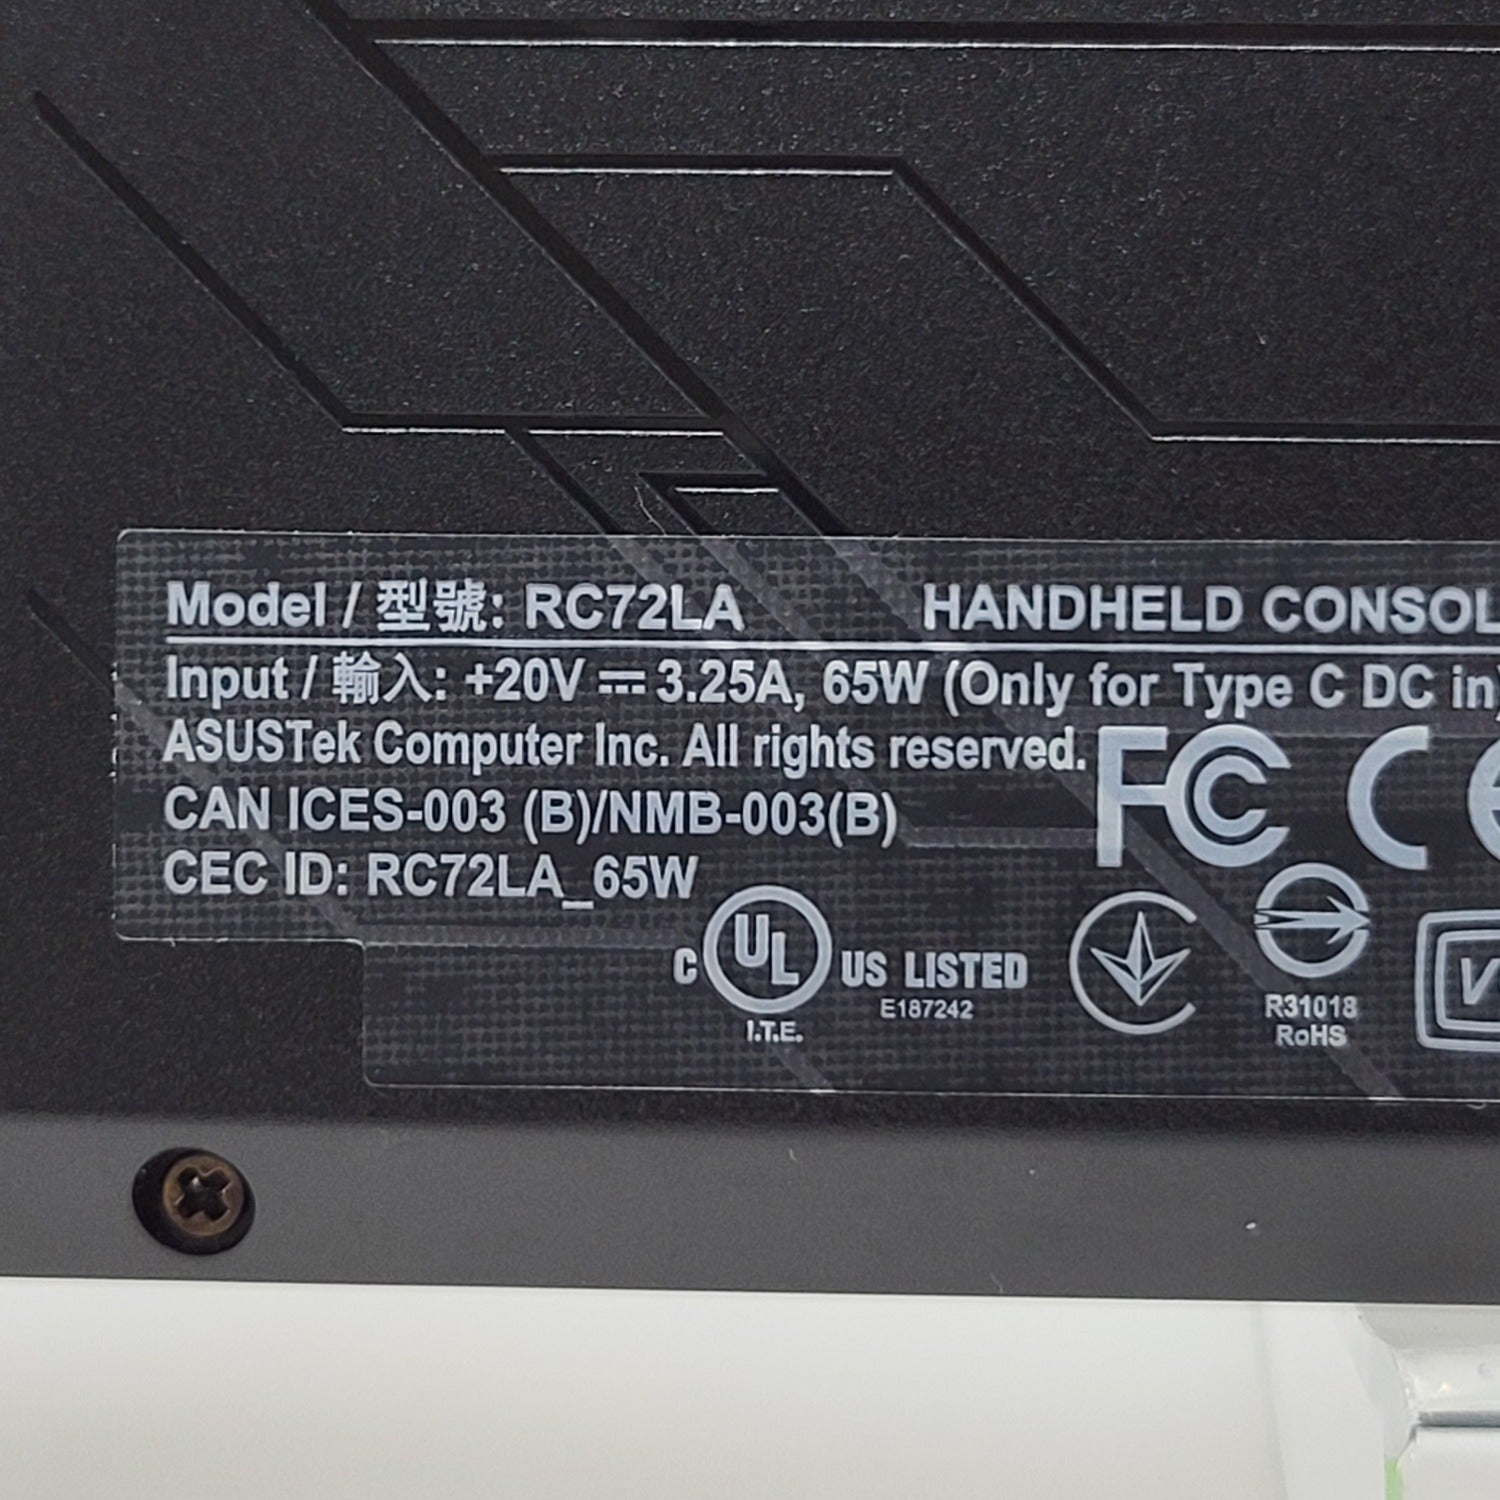 Model / 型號: RC72LA HANDHELD CONSOL
Input / 輸入: +20V ⎓ 3.25A, 65W (Only for Type C DC in)
ASUSTek Computer Inc. All rights reserved.
CAN ICES-003 (B)/NMB-003(B)
CEC ID: RC72LA_65W
FC CE
C UL US LISTED
E187242
I.T.E.
R31018
RoHS
V